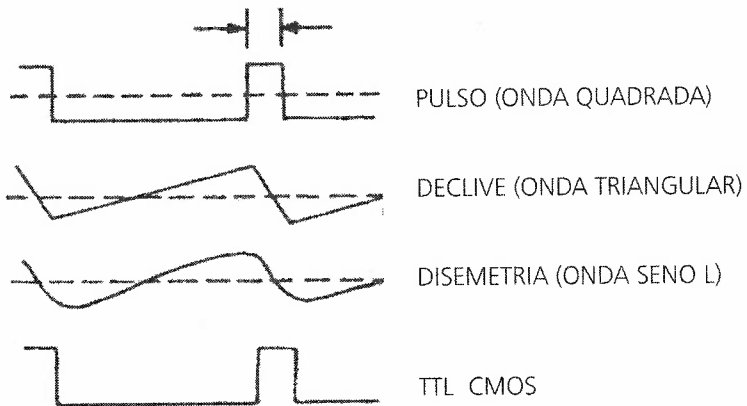 PULSO (ONDA QUADRADA)
DECLIVE (ONDA TRIANGULAR)
DISEMETRIA (ONDA SENO L)
TTL CMOS